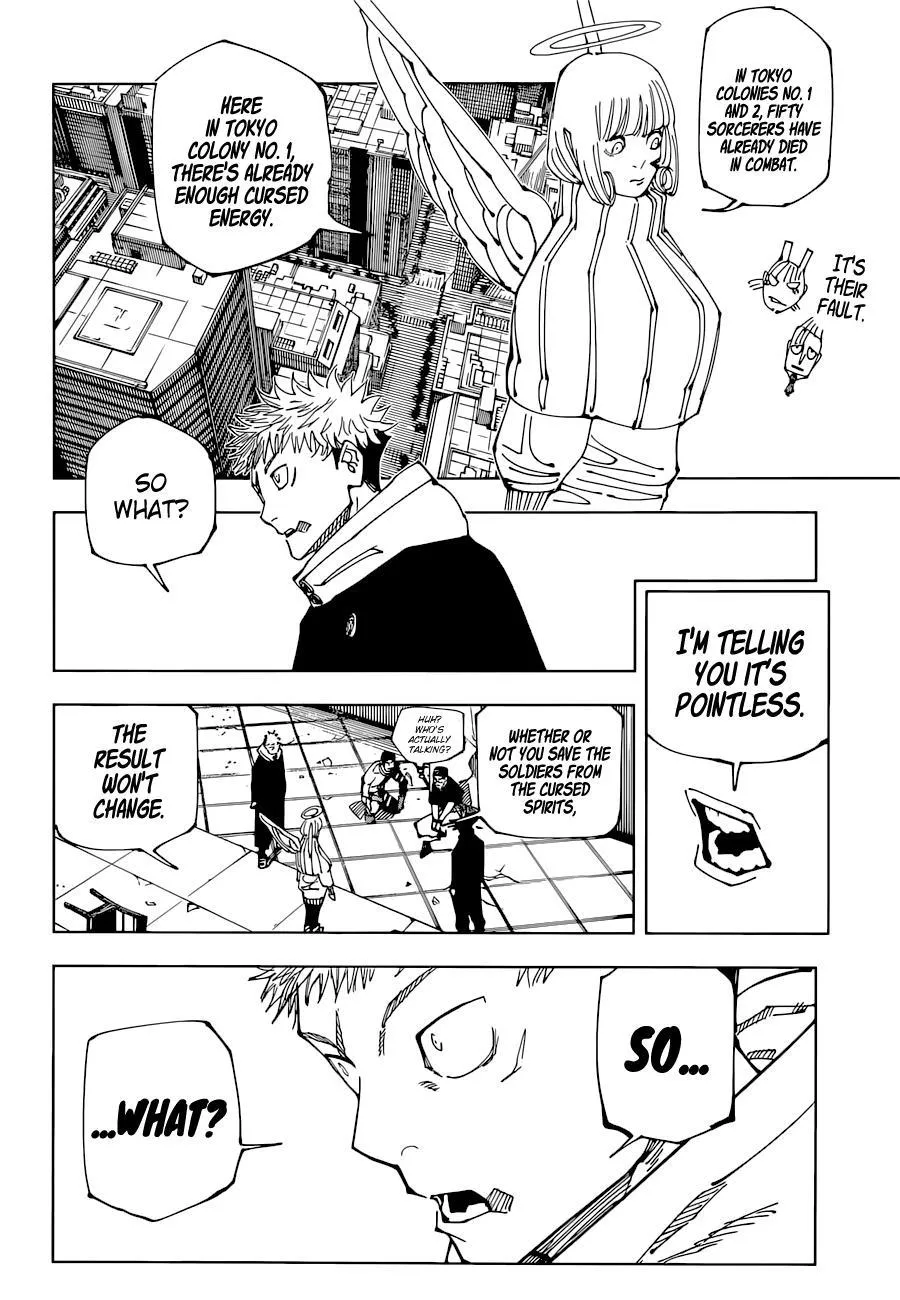 IN TOKYO
COLONIES NO. 1
AND 2, FIFTY
SORCERERS HAVE
ALREADY DIED
IN COMBAT.
IT'S
THEIR
FAULT.
HERE
IN TOKYO
COLONY NO. 1,
THERE'S ALREADY
ENOUGH CURSED
ENERGY.
SO
WHAT?
I'M TELLING
YOU IT'S
POINTLESS.
WHETHER OR
NOT YOU SAVE THE
SOLDIERS FROM
THE CURSED
SPIRITS,
HUH?
WHO'S
ACTUALLY
TALKING?
THE
RESULT
WON'T
CHANGE.
SO...
...WHAT?